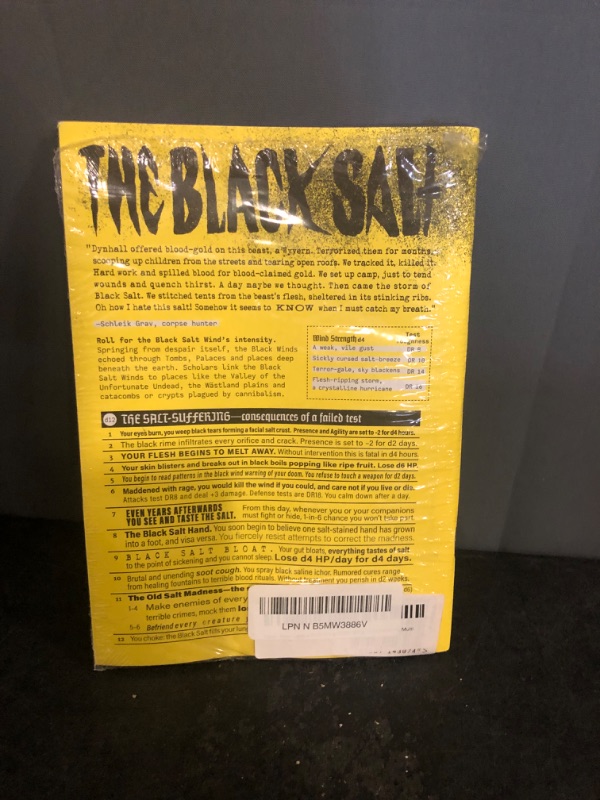 THE BLACK SALT
"Dynhall offered blood-gold on this beast, a Wyvern. Terrorized them for months,
scooping up children from the streets and tearing open roofs. We tracked it, killed it.
Hard work and spilled blood for blood-claimed gold. We set up camp, just to tend
wounds and quench thirst. A day maybe we thought. Then came the storm of
Black Salt. We stitched tents from the beast's flesh, sheltered in its stinking ribs.
Oh how I hate this salt! Somehow it seems to KNOW when I must catch my breath."
—Schleik Grav, corpse hunter
Roll for the Black Salt Wind's intensity.
Springing from despair itself, the Black Winds
echoed through Tombs, Palaces and places deep
beneath the earth. Scholars link the Black
Salt Winds to places like the Valley of the
Unfortunate Undead, the Wästland plains and
catacombs or crypts plagued by cannibalism.
Wind Strength d4 Test Toughness
A weak, vile gust DR 8
Sickly cursed salt-breeze DR 10
Terror-gale, sky blackens DR 14
Flesh-ripping storm,
a crystalline hurricane DR 16
d12 THE SALT-SUFFERING—consequences of a failed test
1 Your eyes burn, you weep black tears forming a facial salt crust. Presence and Agility are set to -2 for d4 hours.
2 The black rime infiltrates every orifice and crack. Presence is set to -2 for d2 days.
3 YOUR FLESH BEGINS TO MELT AWAY. Without intervention this is fatal in d4 hours.
4 Your skin blisters and breaks out in black boils popping like ripe fruit. Lose d6 HP.
5 You begin to read patterns in the black wind warning of your doom. You refuse to touch a weapon for d2 days.
6 Maddened with rage, you would kill the wind if you could, and care not if you live or die.
Attacks test DR8 and deal +3 damage. Defense tests are DR16. You calm down after a day.
7 EVEN YEARS AFTERWARDS From this day, whenever you or your companions
YOU SEE AND TASTE THE SALT. must fight or hide, 1-in-6 chance you won't take part.
8 The Black Salt Hand. You soon begin to believe one salt-stained hand has grown
into a foot, and visa versa. You fiercely resist attempts to correct the madness.
9 BLACK SALT BLOAT. Your gut bloats, everything tastes of salt
to the point of sickening and you cannot sleep. Lose d4 HP/day for d4 days.
10 Brutal and unending soot cough. You spray black saline ichor. Rumored cures range
from healing fountains to terrible blood rituals. Without treatment you perish in d2 weeks.
11 The Old Salt Madness—the
1-4 Make enemies of every
terrible crimes, mock them
5-6 Befriend every creature
12 You choke: the Black Salt fills your
LPN N B5MW3886V